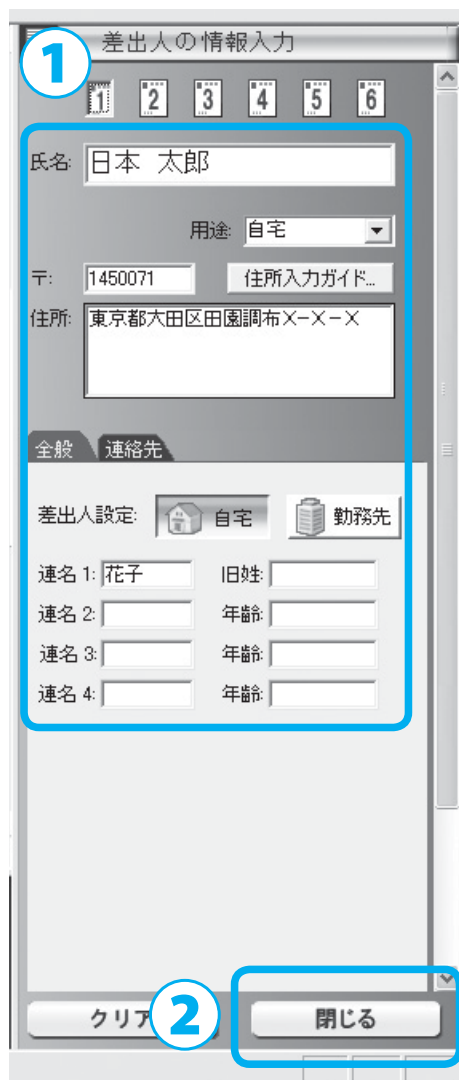 差出人の情報入力
1
1 2 3 4 5 6
氏名: 日本 太郎
用途: 自宅
〒: 1450071 住所入力ガイド...
住所: 東京都大田区田園調布X-X-X
全般 連絡先
差出人設定: 自宅 勤務先
連名 1: 花子 旧姓:
連名 2: 年齢:
連名 3: 年齢:
連名 4: 年齢:
2
クリア 閉じる